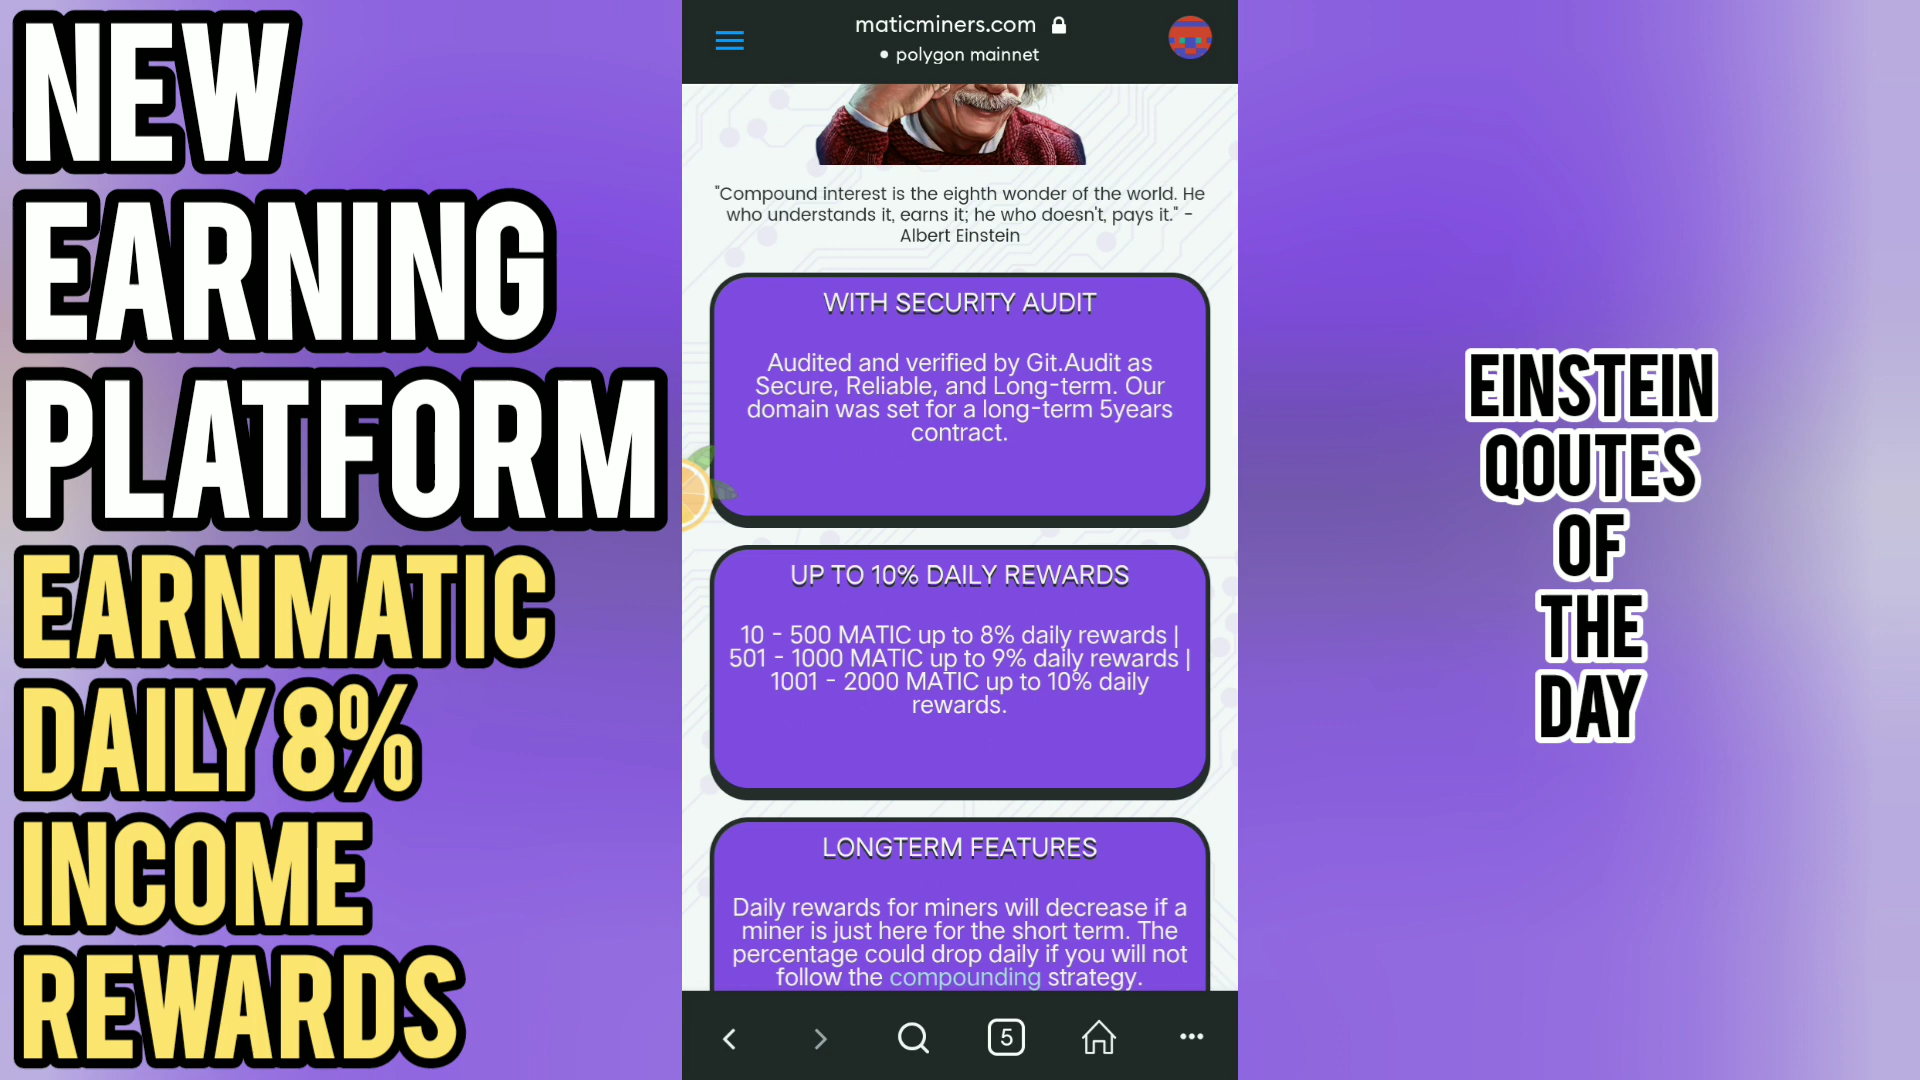 NEW
EARNING
PLATFORM
EARN MATIC
DAILY 8%
INCOME
REWARDS
maticminers.com
polygon mainnet
"Compound interest is the eighth wonder of the world. He
who understands it, earns it; he who doesn't, pays it." -
Albert Einstein
WITH SECURITY AUDIT
Audited and verified by Git.Audit as
Secure, Reliable, and Long-term. Our
domain was set for a long-term 5years
contract.
UP TO 10% DAILY REWARDS
10 - 500 MATIC up to 8% daily rewards |
501 - 1000 MATIC up to 9% daily rewards |
1001 - 2000 MATIC up to 10% daily
rewards.
LONGTERM FEATURES
Daily rewards for miners will decrease if a
miner is just here for the short term. The
percentage could drop daily if you will not
follow the compounding strategy.
5
EINSTEIN
QOUTES
OF
THE
DAY